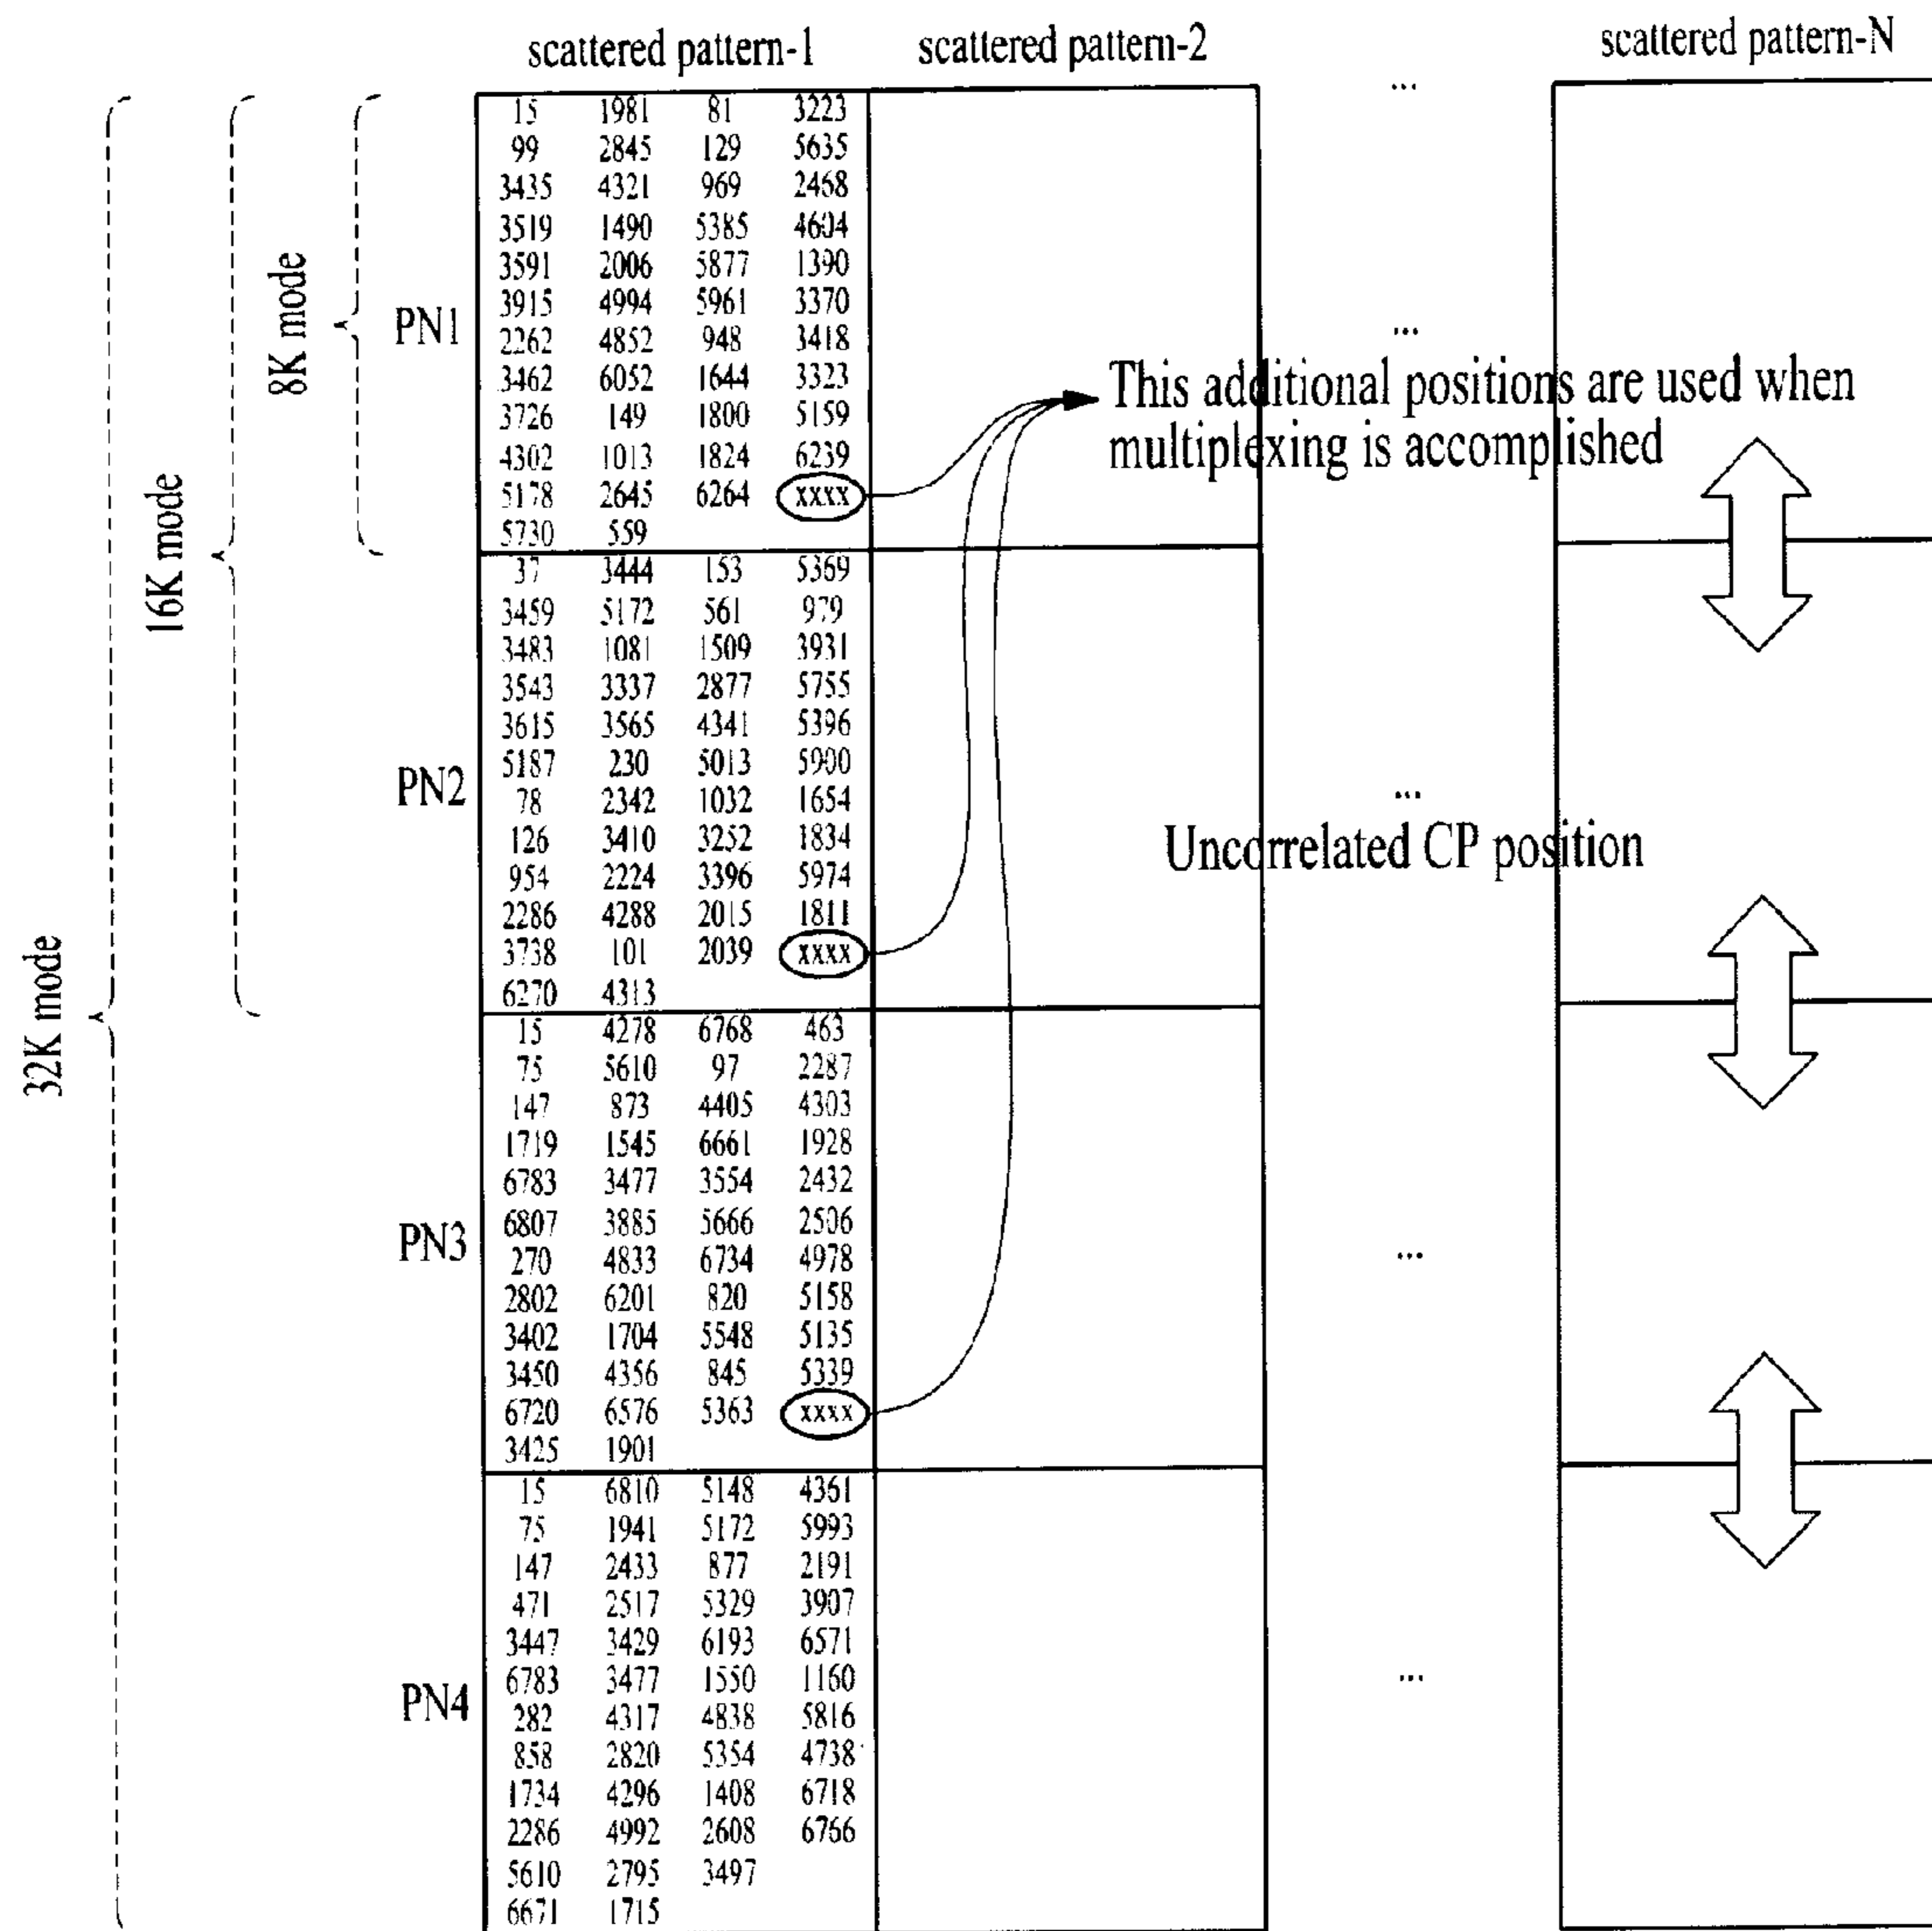 scattered pattern-1 scattered pattern-2 ... scattered pattern-N
32K mode
16K mode
8K mode
PN1
15 1981 81 3223
99 2845 129 5635
3435 4321 969 2468
3519 1490 5385 4604
3591 2006 5877 1390
3915 4994 5961 3370
2262 4852 948 3418
3462 6052 1644 3323
3726 149 1800 5159
4302 1013 1824 6239
5178 2645 6264 xxxx
5730 559
...
This additional positions are used when
multiplexing is accomplished
PN2
37 3444 153 5369
3459 5172 561 979
3483 1081 1509 3931
3543 3337 2877 5755
3615 3565 4341 5396
5187 230 5013 5900
78 2342 1032 1654
126 3410 3252 1834
954 2224 3396 5974
2286 4288 2015 1811
3738 101 2039 xxxx
6270 4313
...
Uncorrelated CP position
PN3
15 4278 6768 463
75 5610 97 2287
147 873 4405 4303
1719 1545 6661 1928
6783 3477 3554 2432
6807 3885 5666 2506
270 4833 6734 4978
2802 6201 820 5158
3402 1704 5548 5135
3450 4356 845 5339
6720 6576 5363 xxxx
3425 1901
...
PN4
15 6810 5148 4361
75 1941 5172 5993
147 2433 877 2191
471 2517 5329 3907
3447 3429 6193 6571
6783 3477 1550 1160
282 4317 4838 5816
858 2820 5354 4738
1734 4296 1408 6718
2286 4992 2608 6766
5610 2795 3497
6671 1715
...